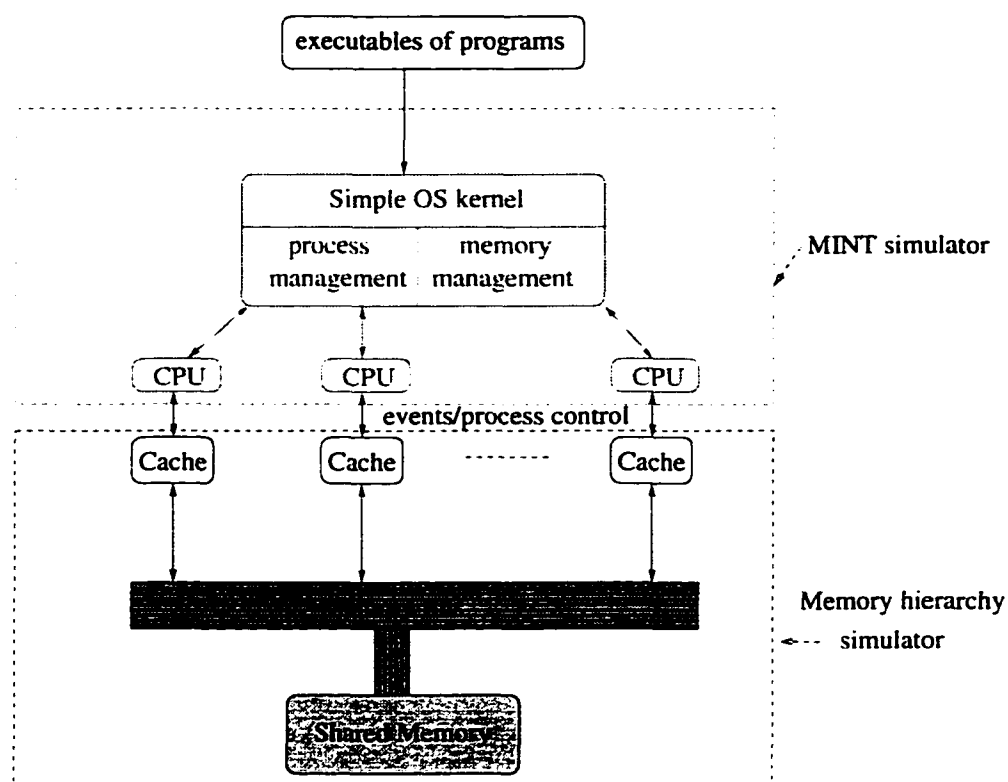 executables of programs
Simple OS kernel
process memory
management management
MINT simulator
CPU CPU CPU
events/process control
Cache Cache Cache
Memory hierarchy
simulator
Shared Memory